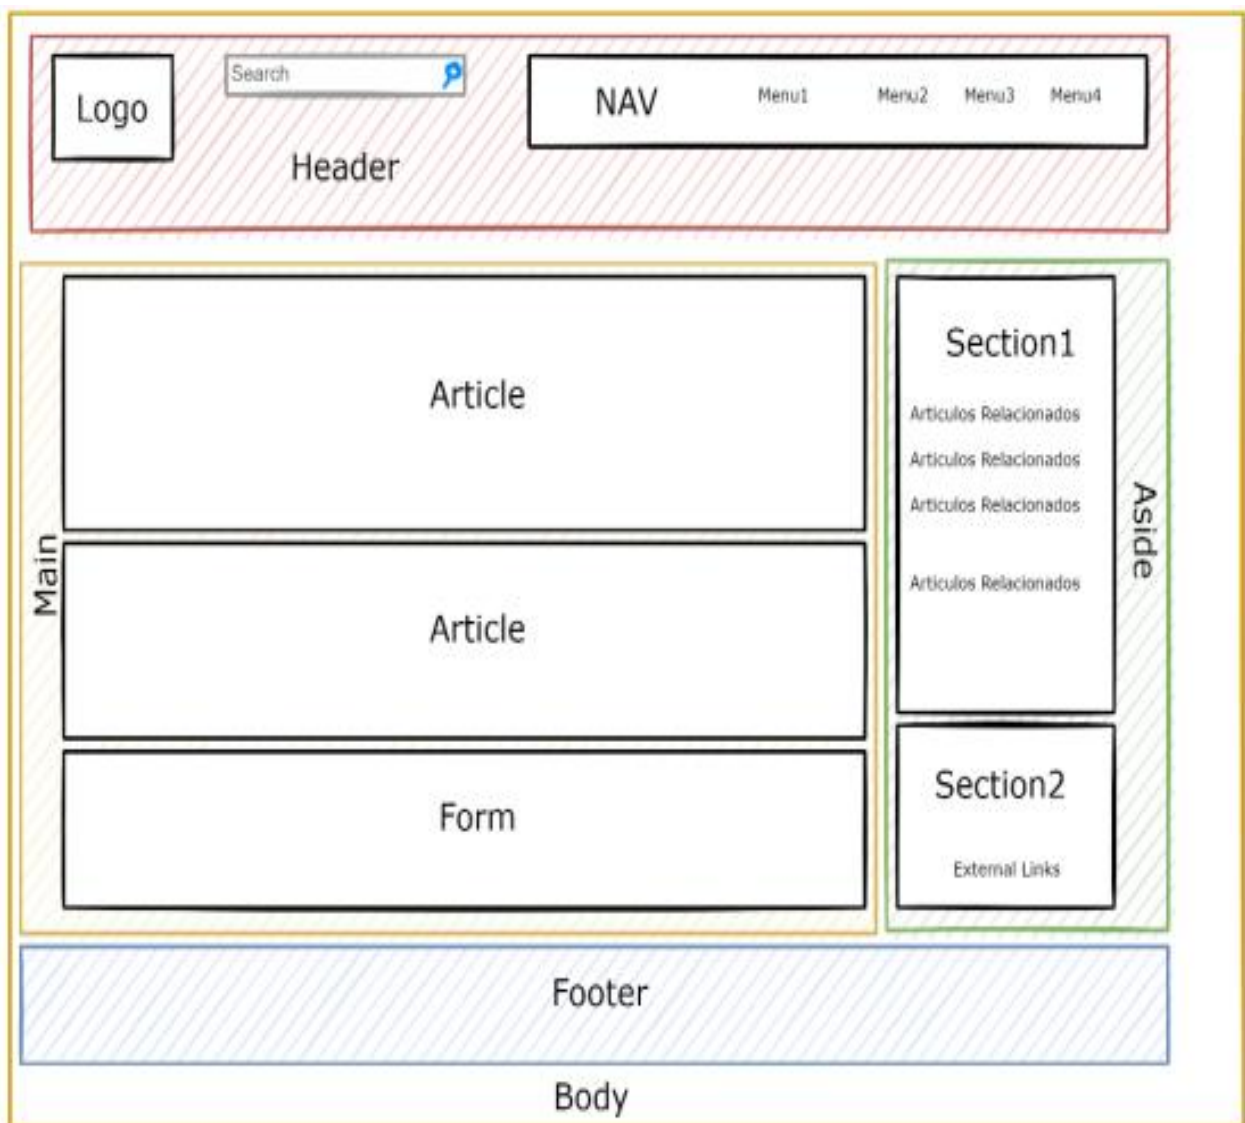 Logo
Search
NAV Menu1 Menu2 Menu3 Menu4
Header
Main
Article
Article
Form
Section1
Articulos Relacionados
Articulos Relacionados
Articulos Relacionados
Articulos Relacionados
Section2
External Links
Aside
Footer
Body